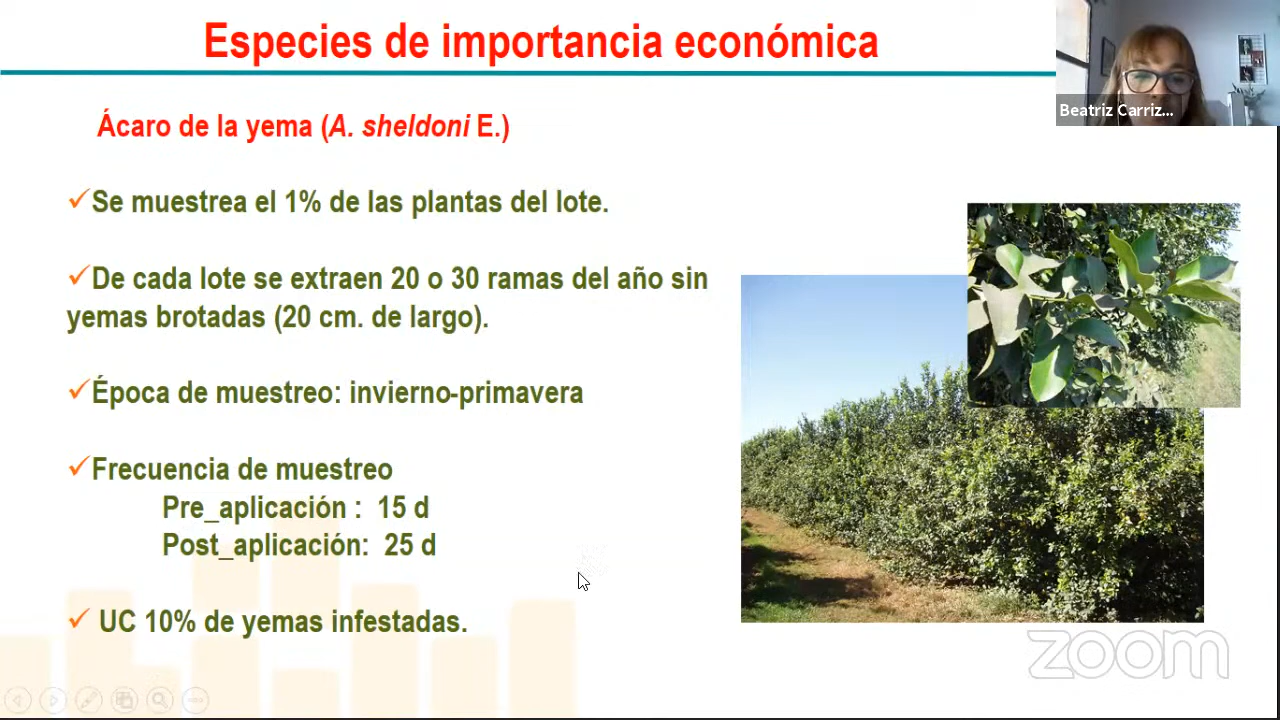 Especies de importancia económica
Beatriz Carriz...
Ácaro de la yema (A. sheldoni E.)
✓Se muestrea el 1% de las plantas del lote.
✓De cada lote se extraen 20 o 30 ramas del año sin
yemas brotadas (20 cm. de largo).
✓Época de muestreo: invierno-primavera
✓Frecuencia de muestreo
Pre_aplicación : 15 d
Post_aplicación: 25 d
✓ UC 10% de yemas infestadas.
zoom